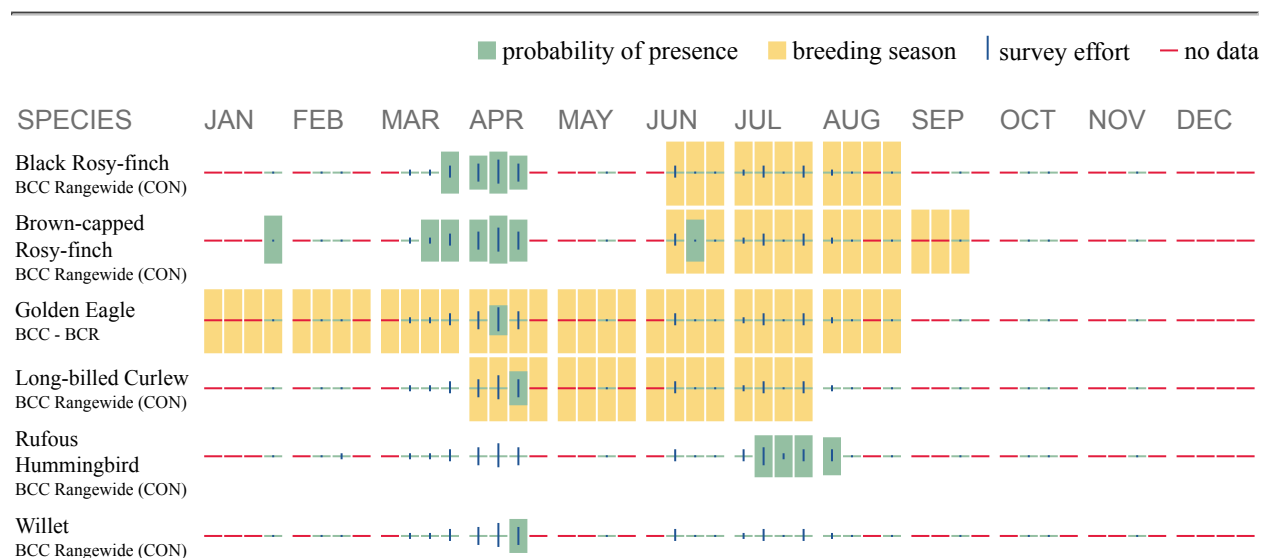 probability of presence breeding season survey effort no data
SPECIES JAN FEB MAR APR MAY JUN JUL AUG SEP OCT NOV DEC
Black Rosy-finch
BCC Rangewide (CON)
Brown-capped
Rosy-finch
BCC Rangewide (CON)
Golden Eagle
BCC - BCR
Long-billed Curlew
BCC Rangewide (CON)
Rufous
Hummingbird
BCC Rangewide (CON)
Willet
BCC Rangewide (CON)